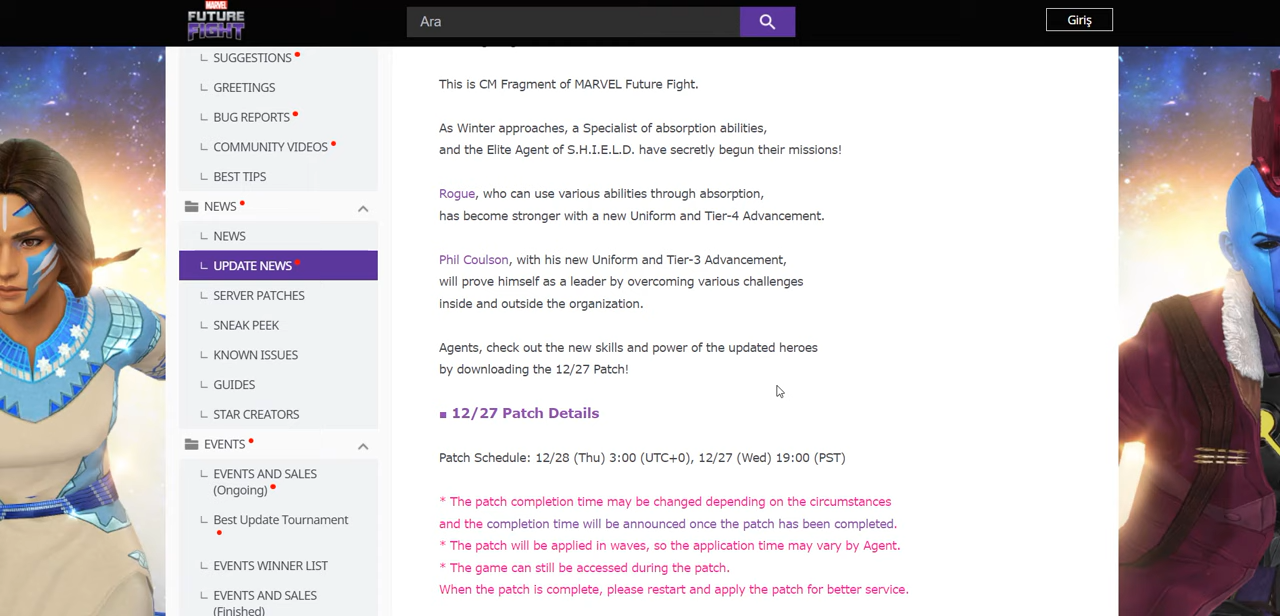 MARVEL
FUTURE
FIGHT
Ara
Giriş
SUGGESTIONS
GREETINGS
BUG REPORTS
COMMUNITY VIDEOS
BEST TIPS
NEWS
NEWS
UPDATE NEWS
SERVER PATCHES
SNEAK PEEK
KNOWN ISSUES
GUIDES
STAR CREATORS
EVENTS
EVENTS AND SALES
(Ongoing)
Best Update Tournament
EVENTS WINNER LIST
EVENTS AND SALES
(Finished)
This is CM Fragment of MARVEL Future Fight.
As Winter approaches, a Specialist of absorption abilities,
and the Elite Agent of S.H.I.E.L.D. have secretly begun their missions!
Rogue, who can use various abilities through absorption,
has become stronger with a new Uniform and Tier-4 Advancement.
Phil Coulson, with his new Uniform and Tier-3 Advancement,
will prove himself as a leader by overcoming various challenges
inside and outside the organization.
Agents, check out the new skills and power of the updated heroes
by downloading the 12/27 Patch!
■ 12/27 Patch Details
Patch Schedule: 12/28 (Thu) 3:00 (UTC+0), 12/27 (Wed) 19:00 (PST)
* The patch completion time may be changed depending on the circumstances
and the completion time will be announced once the patch has been completed.
* The patch will be applied in waves, so the application time may vary by Agent.
* The game can still be accessed during the patch.
When the patch is complete, please restart and apply the patch for better service.